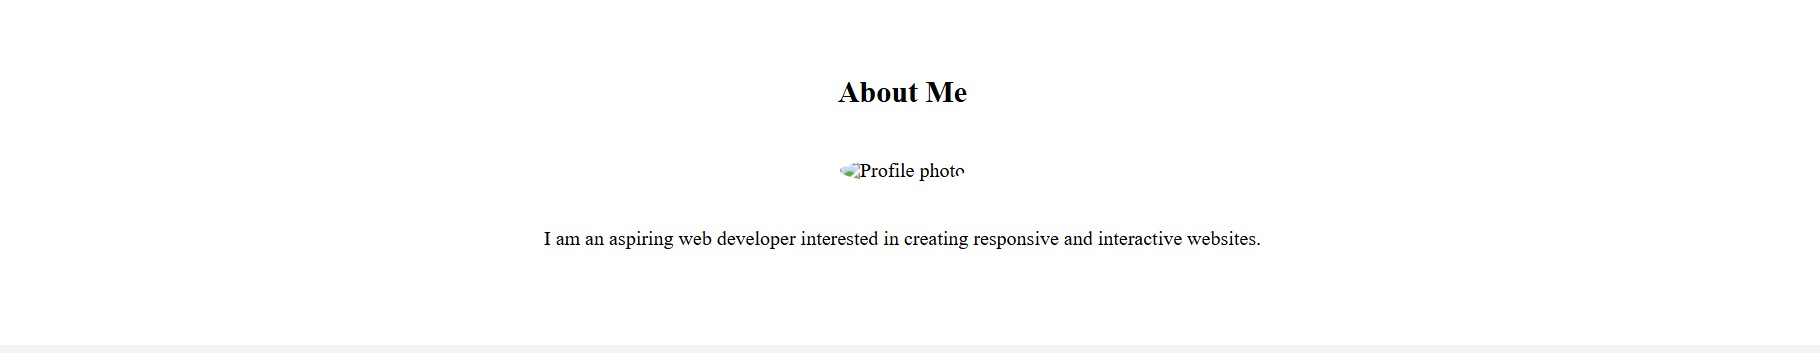 About Me
Profile photo
I am an aspiring web developer interested in creating responsive and interactive websites.